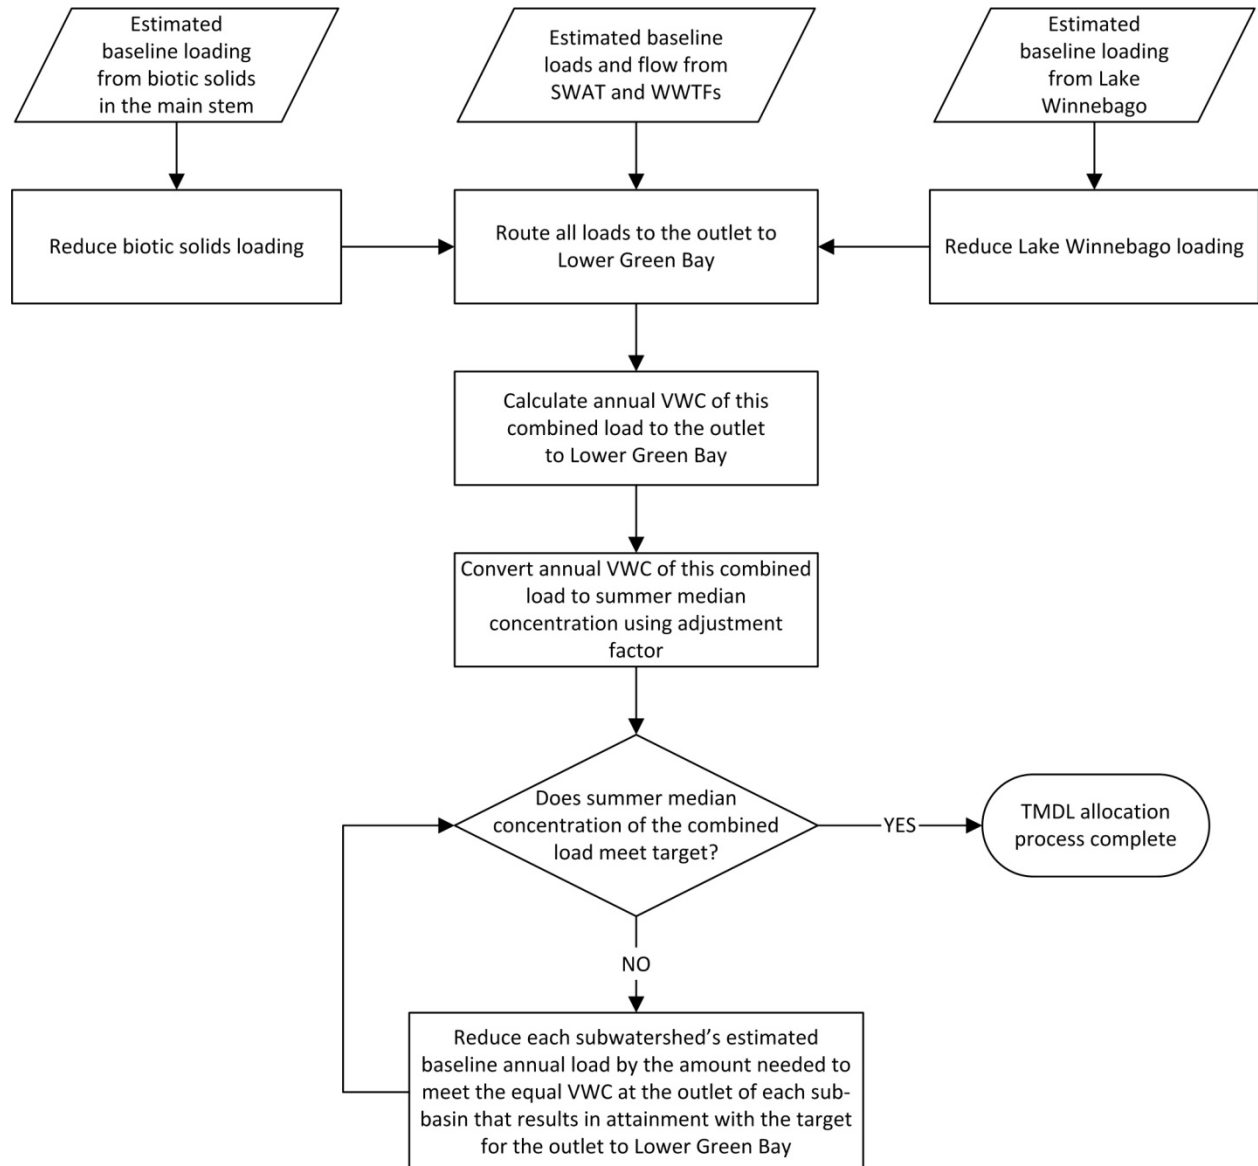 Estimated
baseline loading
from biotic solids
in the main stem
Estimated baseline
loads and flow from
SWAT and WWTFs
Estimated
baseline loading
from Lake
Winnebago
Reduce biotic solids loading
Route all loads to the outlet to
Lower Green Bay
Reduce Lake Winnebago loading
Calculate annual VWC of this
combined load to the outlet
to Lower Green Bay
Convert annual VWC of this combined
load to summer median
concentration using adjustment
factor
Does summer median
concentration of the combined
load meet target?
YES
TMDL allocation
process complete
NO
Reduce each subwatershed’s estimated
baseline annual load by the amount needed to
meet the equal VWC at the outlet of each sub-
basin that results in attainment with the target
for the outlet to Lower Green Bay